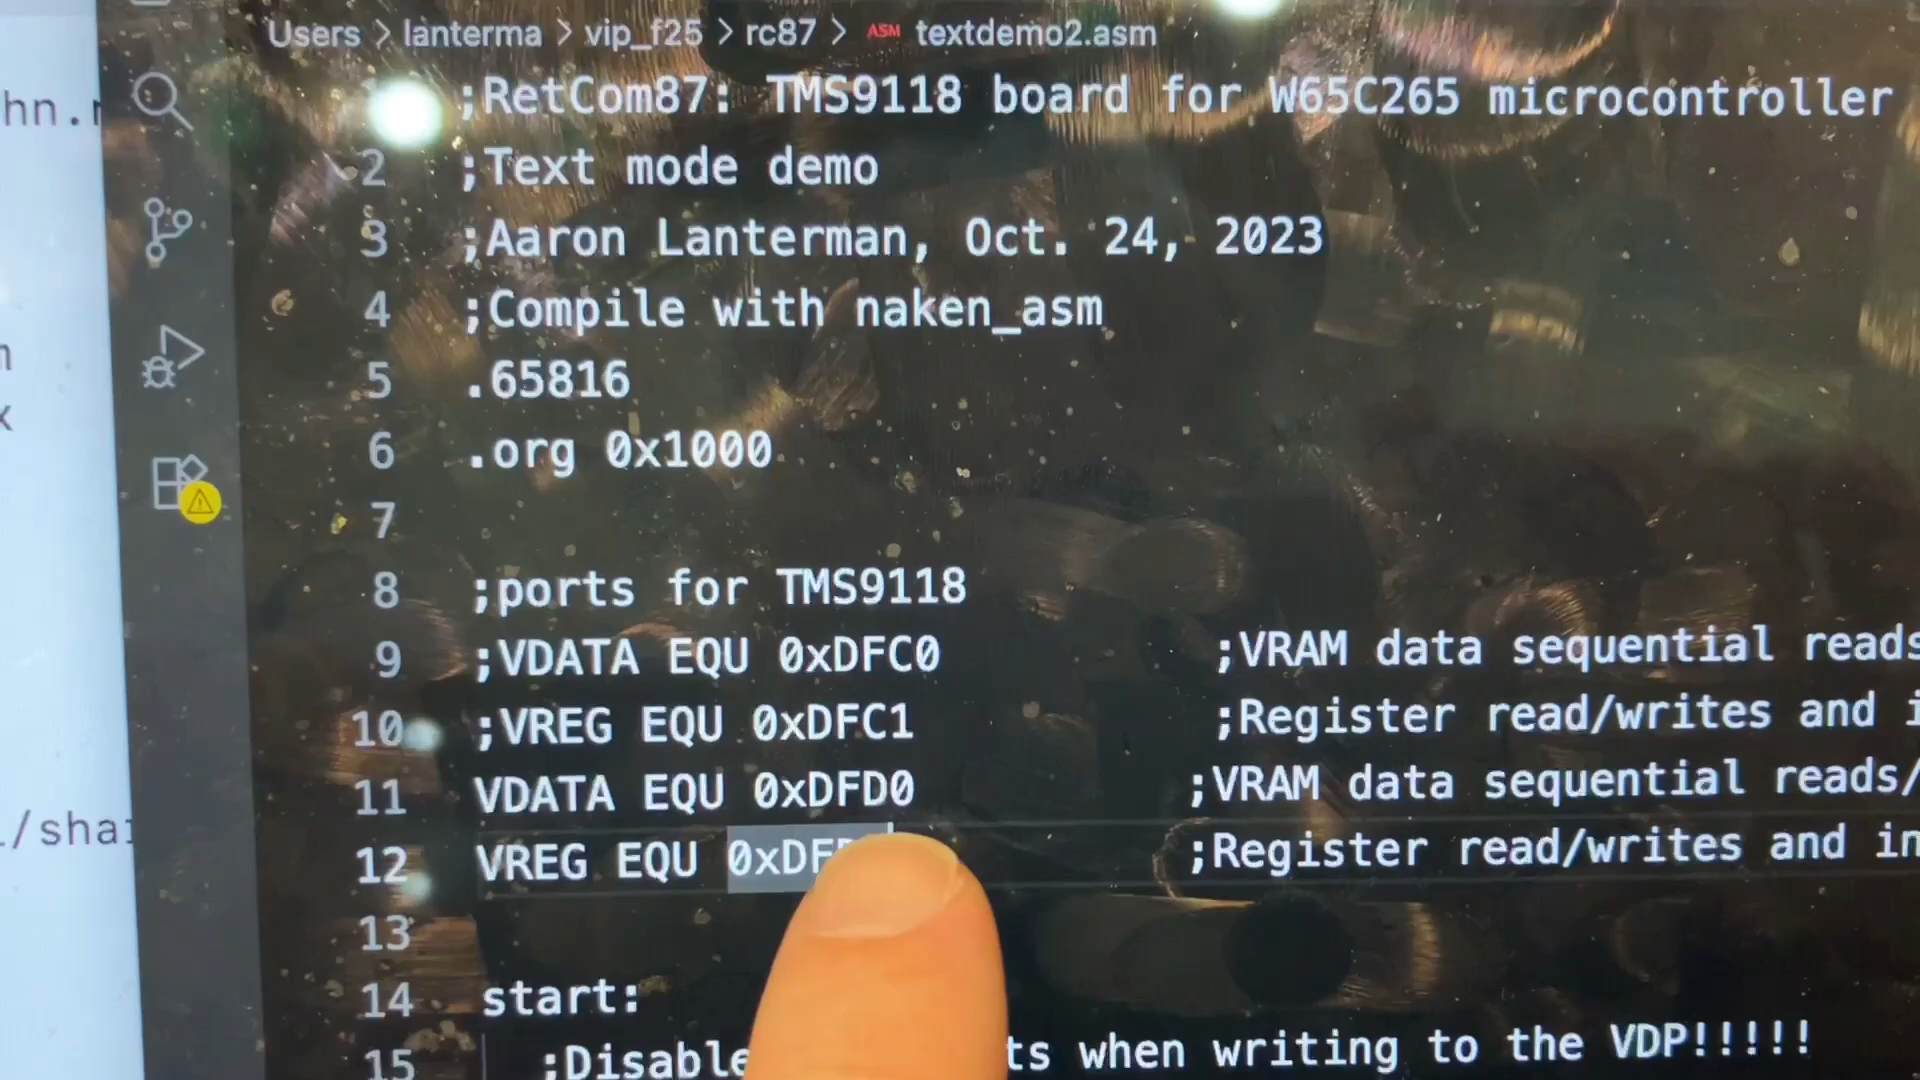 Users > lanterma > vip_f25 > rc87 > ASM textdemo2.asm
;RetCom87: TMS9118 board for W65C265 microcontroller
2 ;Text mode demo
3 ;Aaron Lanterman, Oct. 24, 2023
4 ;Compile with naken_asm
5 .65816
6 .org 0x1000
7
8 ;ports for TMS9118
9 ;VDATA EQU 0xDFC0 ;VRAM data sequential reads
10 ;VREG EQU 0xDFC1 ;Register read/writes and
11 VDATA EQU 0xDFD0 ;VRAM data sequential reads/
12 VREG EQU ;Register read/writes and
13
14 start:
15 ;Disable when writing to the VDP!!!!!